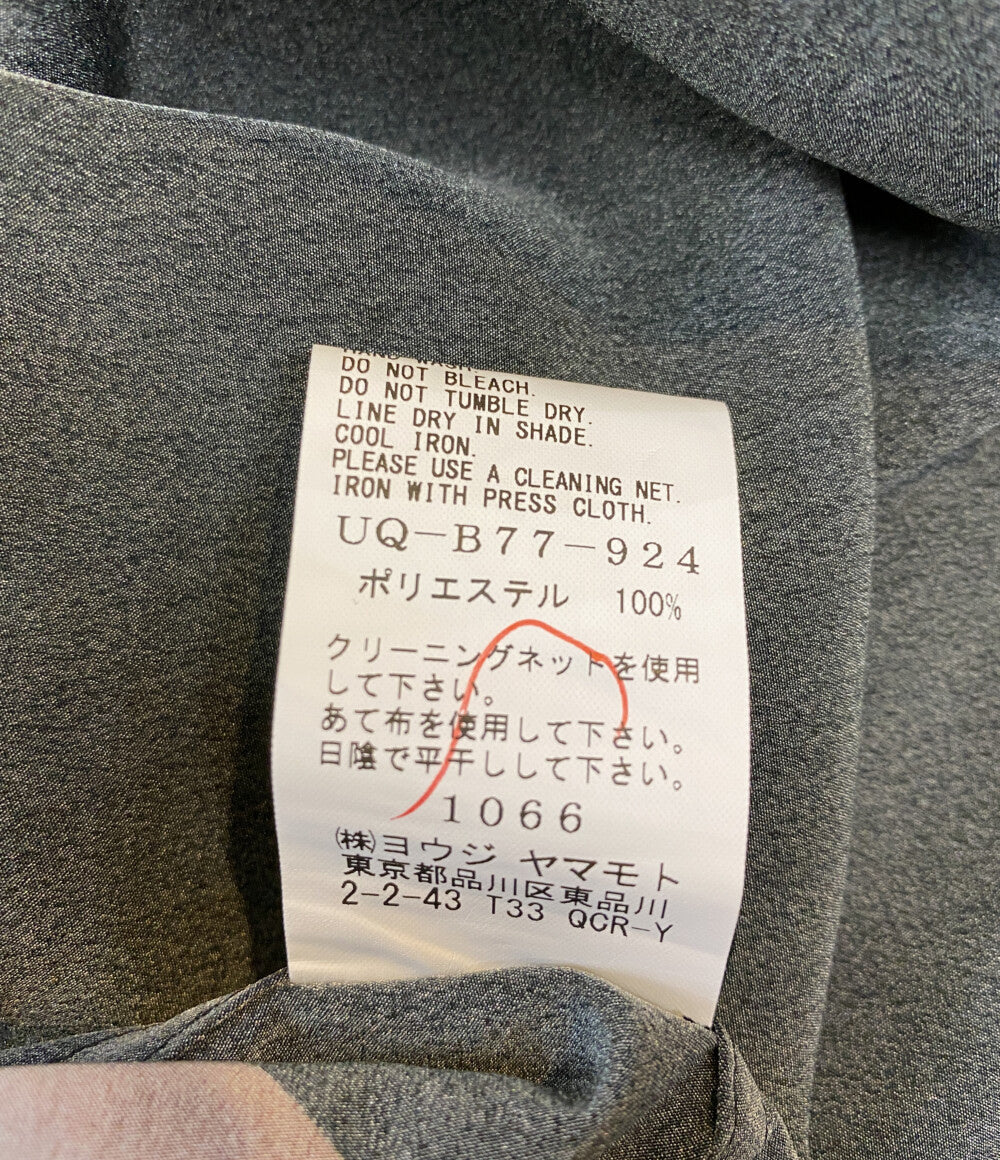 HAND WASH.
DO NOT BLEACH.
DO NOT TUMBLE DRY.
LINE DRY IN SHADE.
COOL IRON.
PLEASE USE A CLEANING NET.
IRON WITH PRESS CLOTH.
UQ-B77-924
ポリエステル 100%
クリーニングネットを使用
して下さい。
あて布を使用して下さい。
日陰で平干しして下さい。
1066
㈱ヨウジ ヤマモト
東京都品川区東品川
2-2-43 T33 QCR-Y